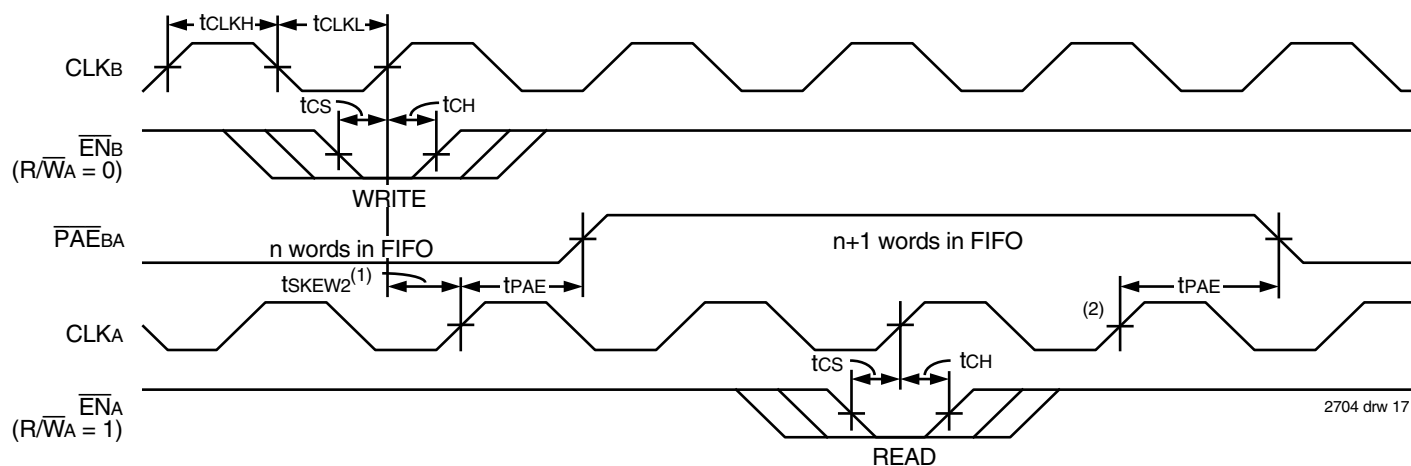 tCLKH tCLKL
CLKB
tCS tCH
ENB
(R/WA = 0)
WRITE
PAEBA
n words in FIFO n+1 words in FIFO
tSKEW2(1) tPAE tPAE
CLKA (2)
tCS tCH
ENA
(R/WA = 1)
2704 drw 17
READ